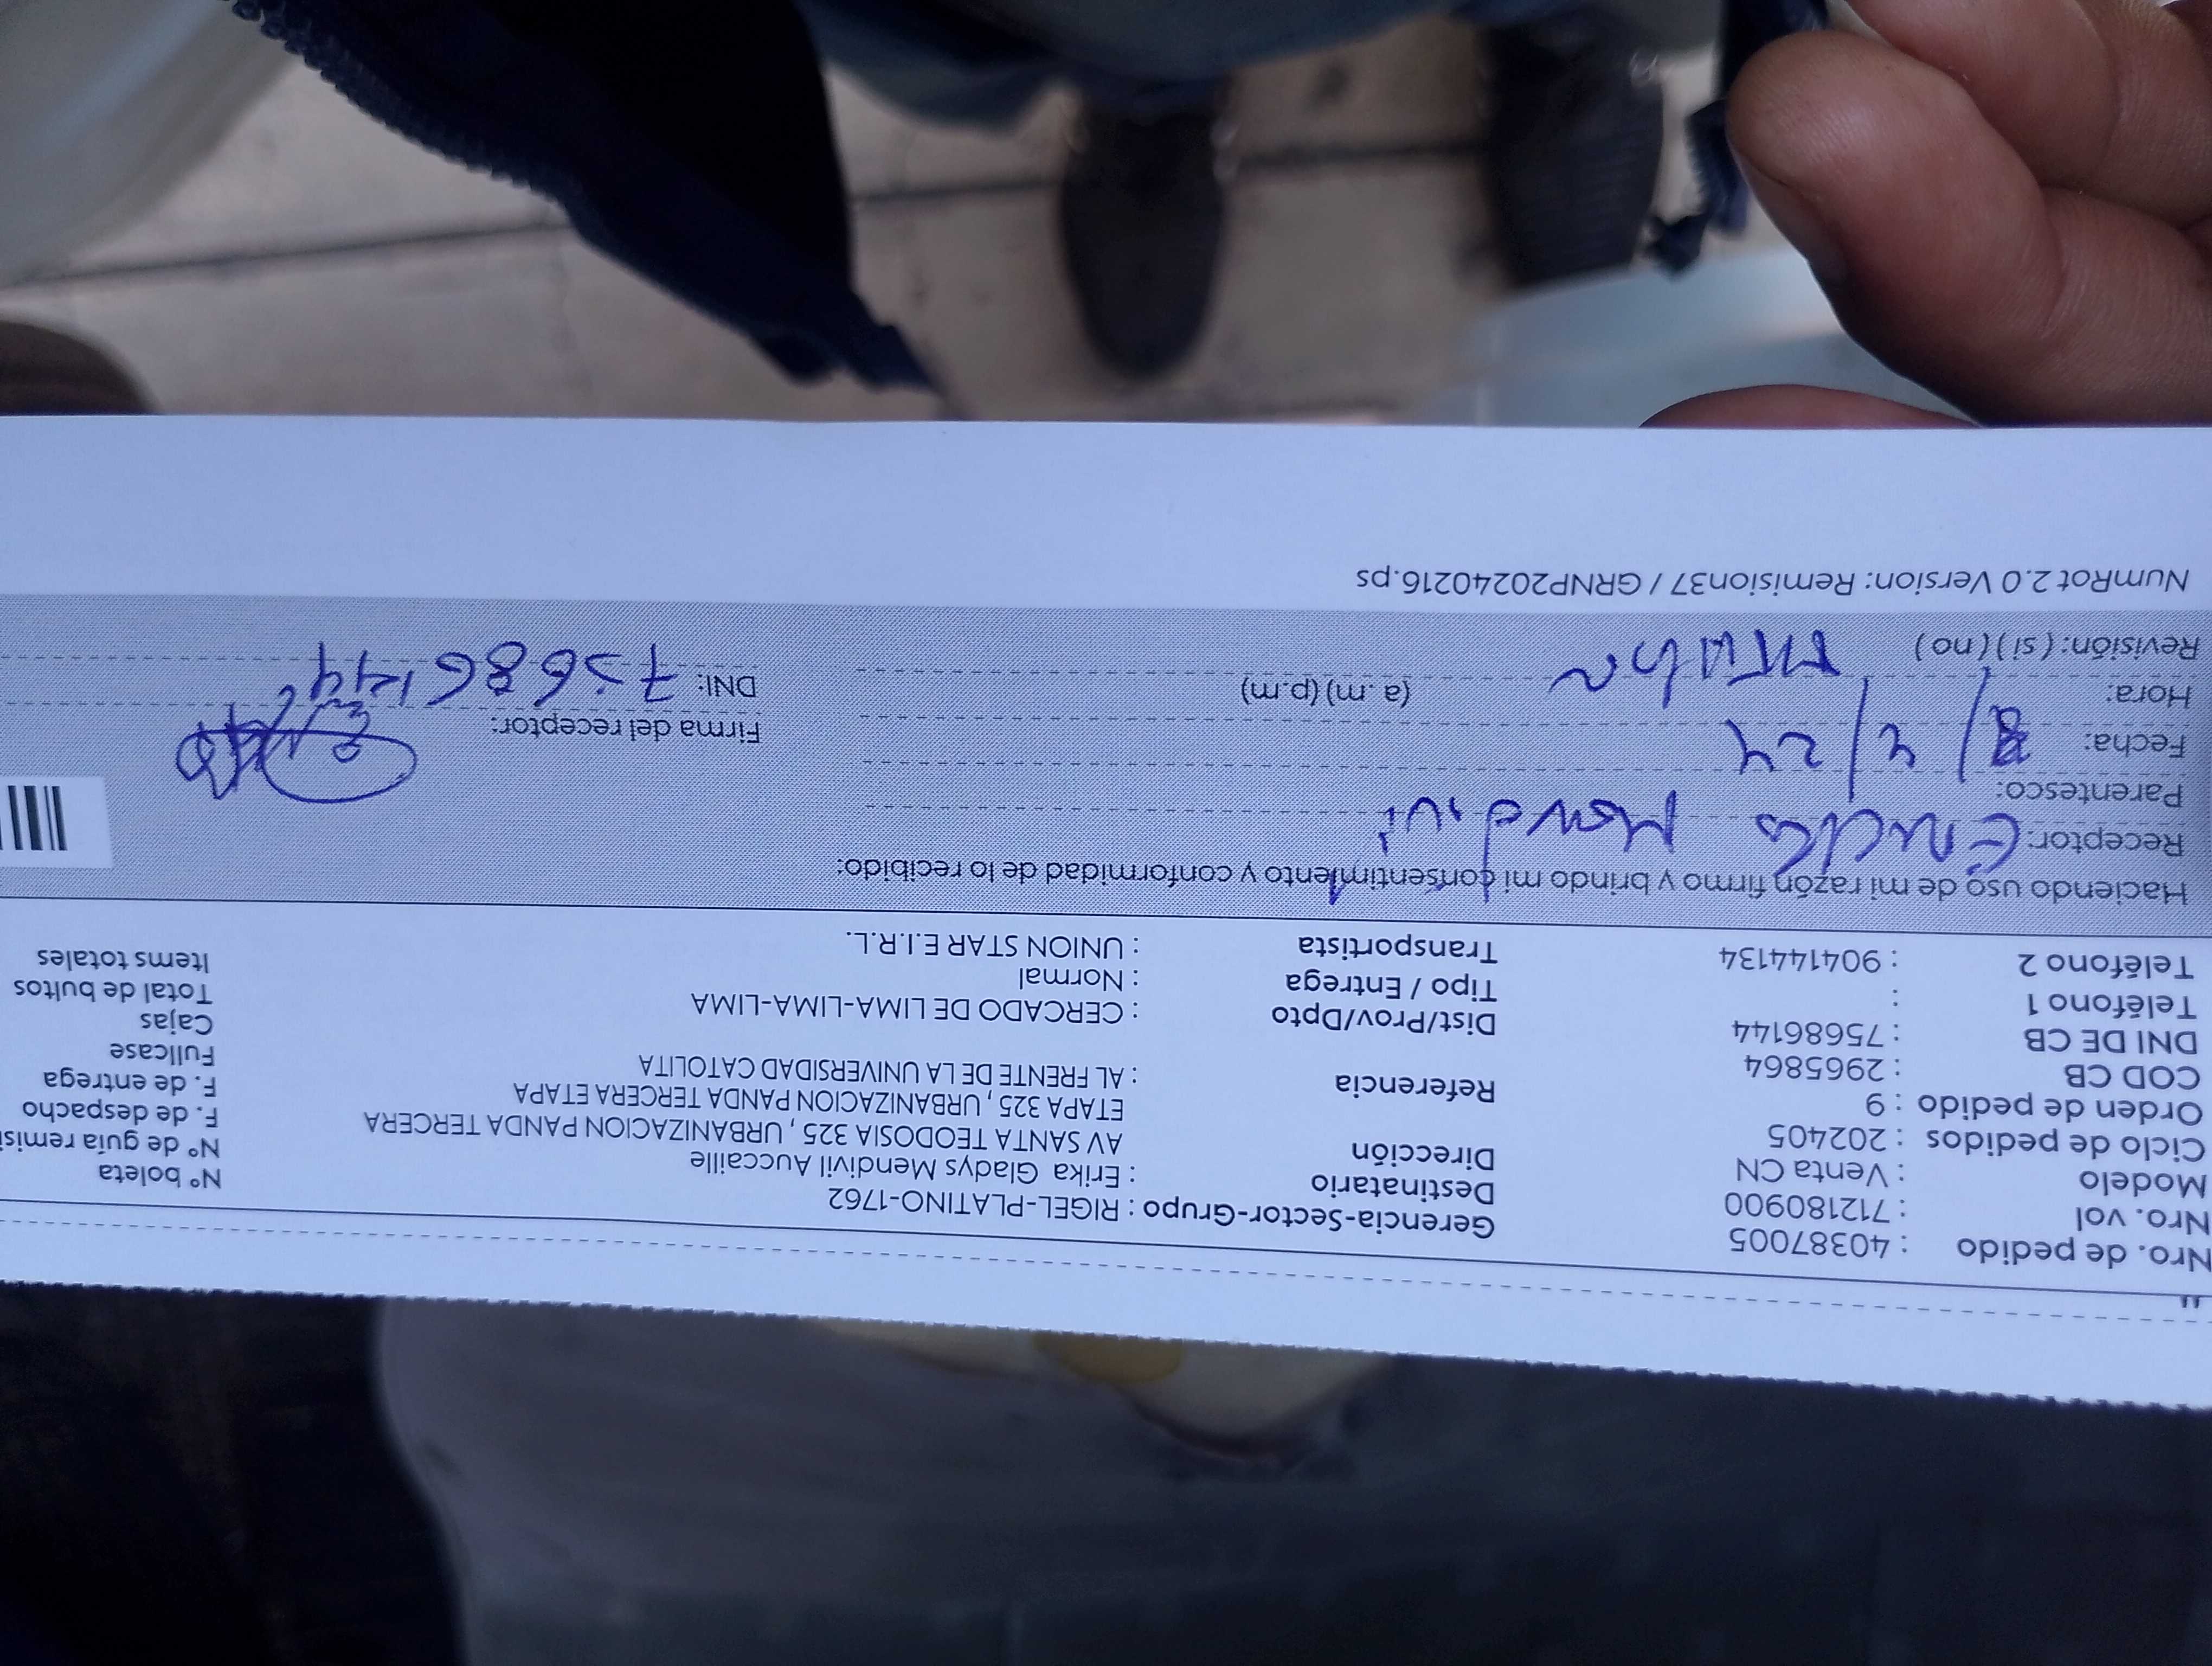 Nro. de pedido : 40387005
Nro. vol : 712180900
Modelo : Venta CN
Ciclo de pedidos : 202405
Orden de pedido : 9
COD CB : 2965864
DNI DE CB : 75686144
Teléfono 1 :
Teléfono 2 : 904144134
Gerencia-Sector-Grupo : RIGEL-PLATINO-1762
Destinatario : Erika Gladys Mendivil Auccaille
Dirección AV SANTA TEODOSIA 325 , URBANIZACION PANDA TERCERA
ETAPA 325 , URBANIZACION PANDA TERCERA ETAPA
Referencia : AL FRENTE DE LA UNIVERSIDAD CATOLITA
Dist/Prov/Dpto : CERCADO DE LIMA-LIMA-LIMA
Tipo / Entrega : Normal
Transportista : UNION STAR E.I.R.L.
Nº boleta
Nº de guía remisi
F. de despacho
F. de entrega
Fullcase
Cajas
Total de bultos
Items totales
Haciendo uso de mi razón firmo y brindo mi consentimiento y conformidad de lo recibido:
Receptor:
Parentesco:
Fecha: /24
Hora: (a.m) (p.m)
Revisión: (si) (no)
Firma del receptor:
DNI: 75686144
NumRot 2.0 Version: Remision37 / GRNP20240216.ps